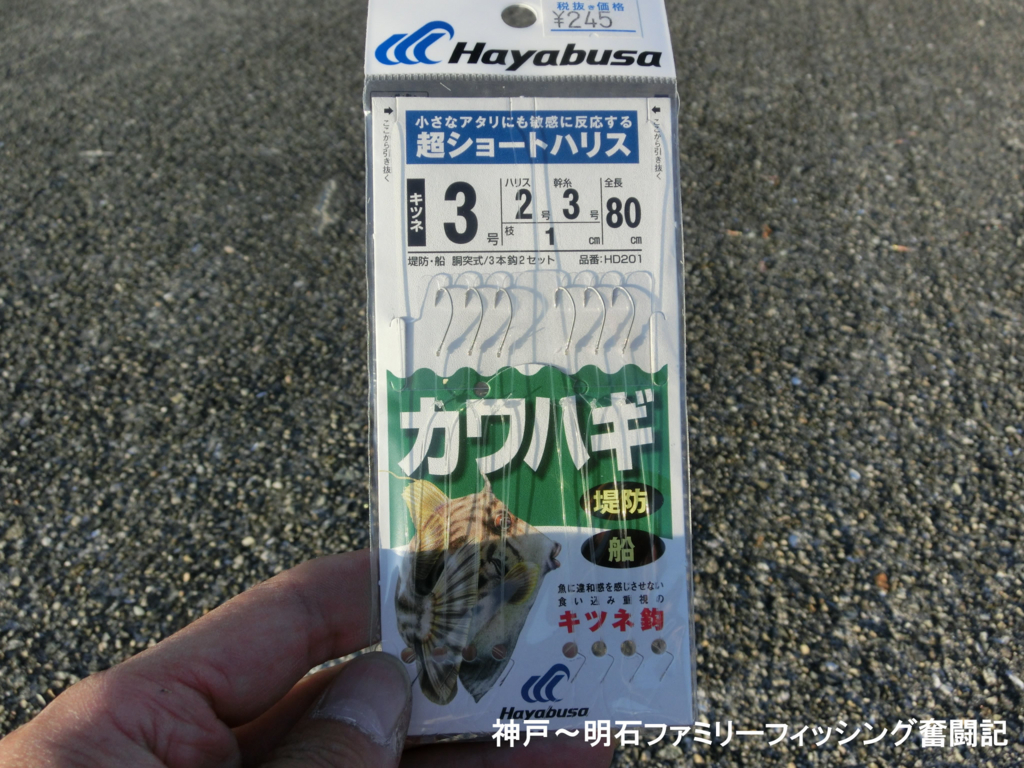 税抜き価格
¥245
Hayabusa
ここから引き抜く
小さなアタリにも敏感に反応する
超ショートハリス
ここから引き抜く
キツネ 3号
ハリス 2号 幹糸 3号 全長 80cm
枝 1cm
堤防・船 胴突式/3本鈎2セット 品番:HD201
カワハギ
堤防
船
魚に違和感を感じさせない
食い込み重視の
キツネ鈎
Hayabusa
神戸～明石ファミリーフィッシング奮闘記